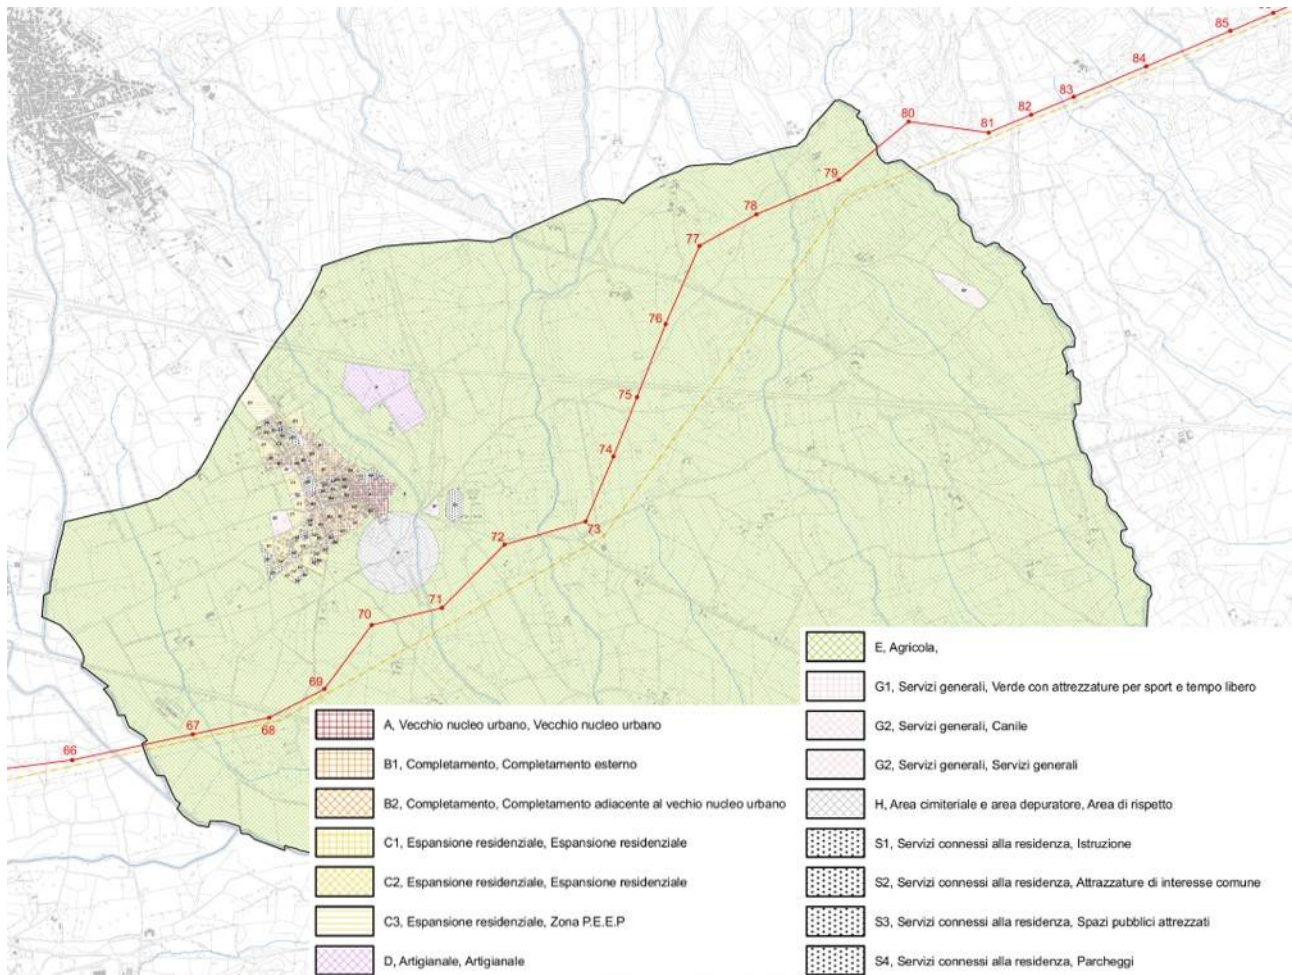 85
84
83
82
81
80
79
78
77
76
75
74
73
72
71
70
69
68
67
66
E, Agricola,
G1, Servizi generali, Verde con attrezzature per sport e tempo libero
G2, Servizi generali, Canile
G2, Servizi generali, Servizi generali
H, Area cimiteriale e area depuratore, Area di rispetto
S1, Servizi connessi alla residenza, Istruzione
S2, Servizi connessi alla residenza, Attrazzature di interesse comune
S3, Servizi connessi alla residenza, Spazi pubblici attrezzati
S4, Servizi connessi alla residenza, Parcheggi
A, Vecchio nucleo urbano, Vecchio nucleo urbano
B1, Completamento, Completamento esterno
B2, Completamento, Completamento adiacente al vechio nucleo urbano
C1, Espansione residenziale, Espansione residenziale
C2, Espansione residenziale, Espansione residenziale
C3, Espansione residenziale, Zona P.E.E.P
D, Artigianale, Artigianale